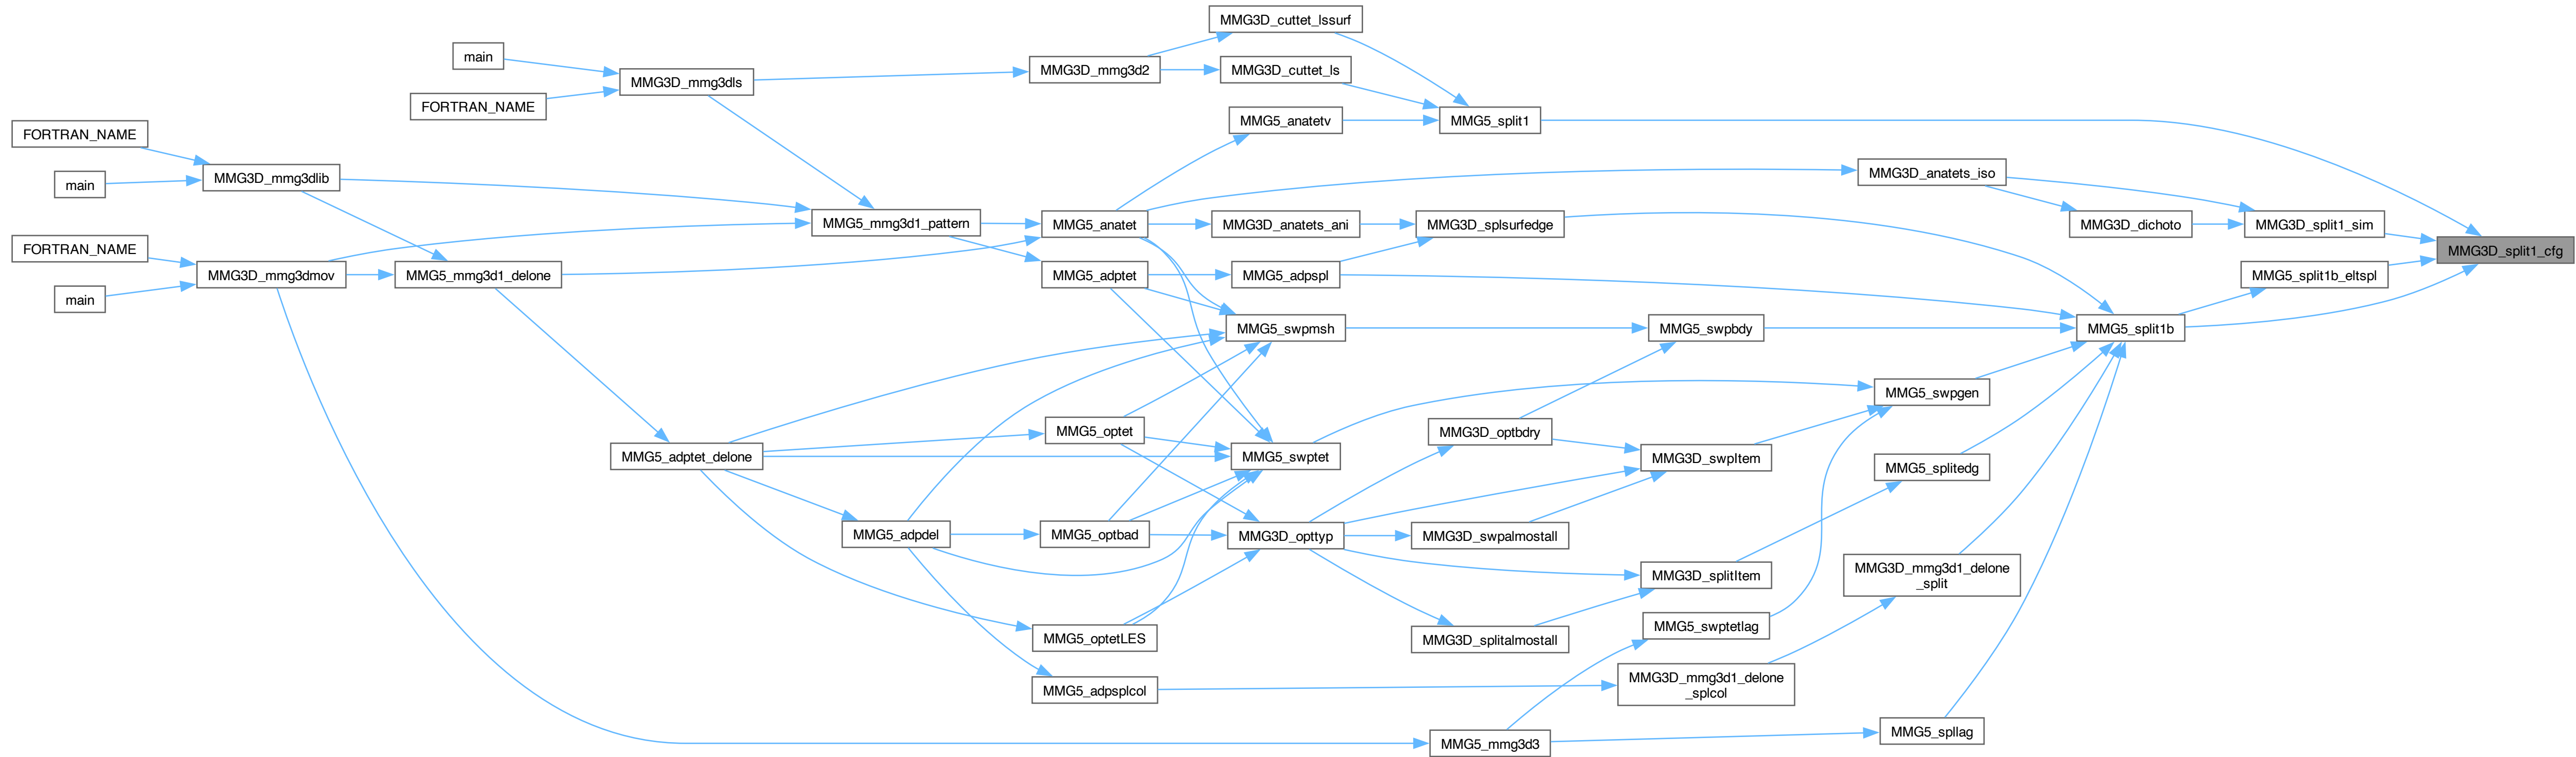 MMG3D_cuttet_lssurf
main
MMG3D_mmg3d2
MMG3D_cuttet_ls
MMG3D_mmg3dls
FORTRAN_NAME
MMG5_anatetv
MMG5_split1
FORTRAN_NAME
MMG3D_mmg3dlib
main
MMG3D_anatets_iso
MMG5_mmg3d1_pattern
MMG5_anatet
MMG3D_anatets_ani
MMG3D_splsurfedge
MMG3D_dichoto
MMG3D_split1_sim
FORTRAN_NAME
MMG3D_split1_cfg
MMG3D_mmg3dmov
MMG5_mmg3d1_delone
MMG5_adptet
MMG5_adpspl
MMG5_split1b_eltspl
main
MMG5_swpmsh
MMG5_swpbdy
MMG5_split1b
MMG5_swpgen
MMG5_optet
MMG3D_optbdry
MMG5_adptet_delone
MMG5_swptet
MMG3D_swpItem
MMG5_splitedg
MMG5_adpdel
MMG5_optbad
MMG3D_opttyp
MMG3D_swpalmostall
MMG3D_splitItem
MMG3D_mmg3d1_delone
_split
MMG5_optetLES
MMG3D_splitalmostall
MMG5_swptetlag
MMG5_adpsplcol
MMG3D_mmg3d1_delone
_splcol
MMG5_mmg3d3
MMG5_spllag